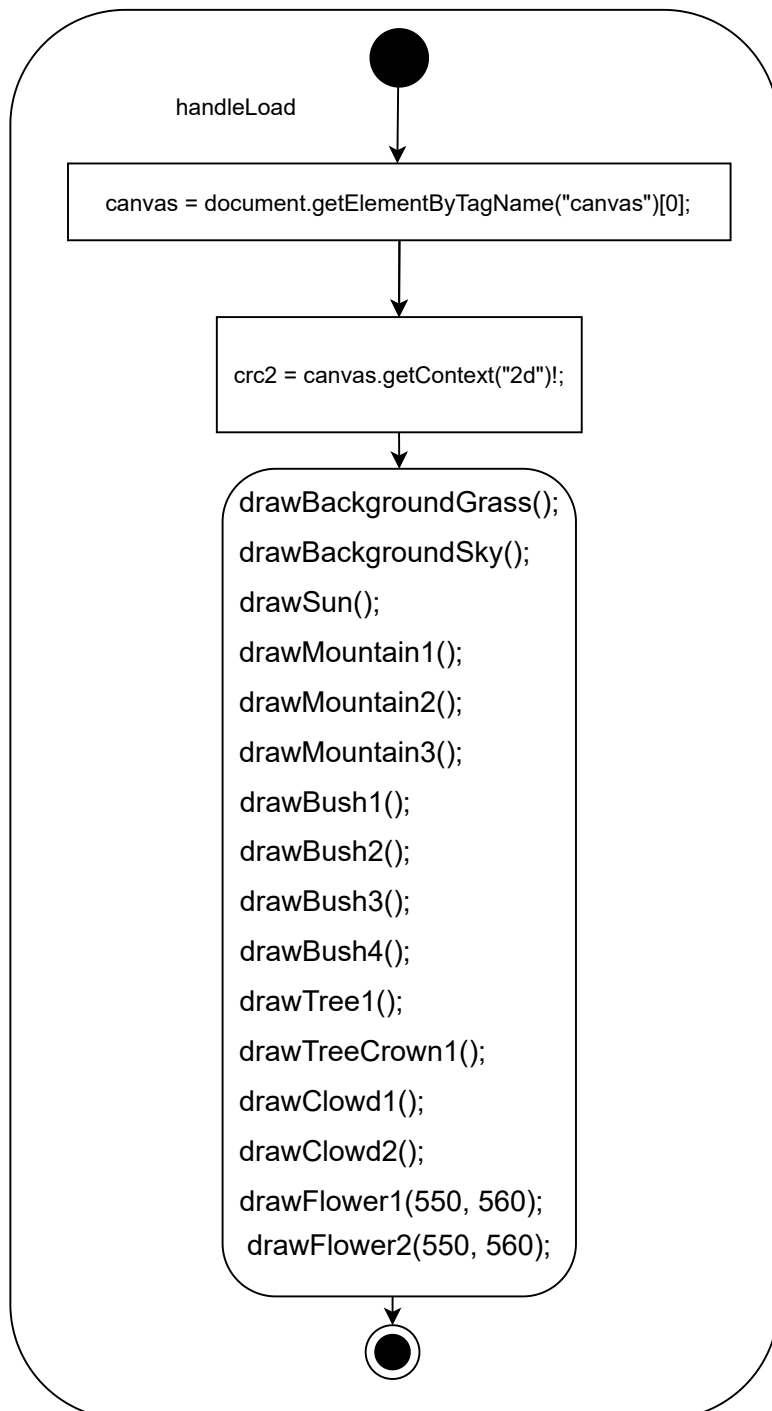 handleLoad
canvas = document.getElementByTagName("canvas")[0];
crc2 = canvas.getContext("2d")!;
drawBackgroundGrass();
drawBackgroundSky();
drawSun();
drawMountain1();
drawMountain2();
drawMountain3();
drawBush1();
drawBush2();
drawBush3();
drawBush4();
drawTree1();
drawTreeCrown1();
drawClowd1();
drawClowd2();
drawFlower1(550, 560);
drawFlower2(550, 560);